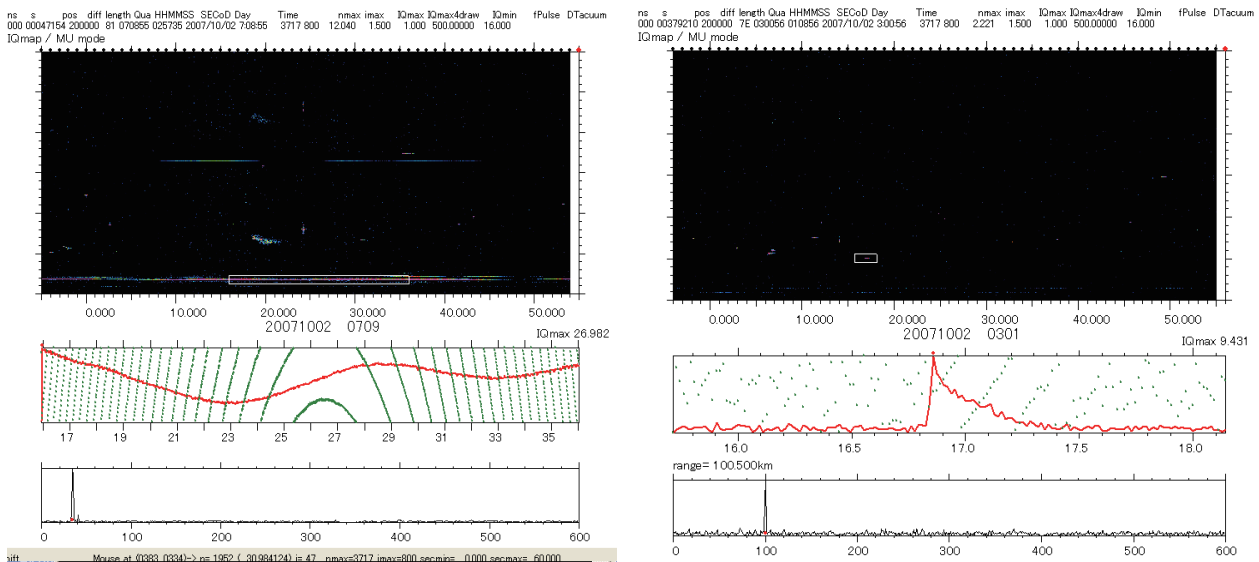 ns s pos diff length Qua HHMMSS SECoD Day Time nmax imax IQmax IQmax4draw IQmin fPulse DTacuum
000 00047154 200000 81 070855 025735 2007/10/02 7:08:55 3717 800 12.040 1.500 1.000 500.00000 16.000
IQmap / MU mode
0.000 10.000 20.000 30.000 40.000 50.000
20071002 0709
IQmax 26.982
17 19 21 23 25 27 29 31 33 35
0 100 200 300 400 500 600
Mouse at (0383,0334)-> n= 1952 ( 30.984124) i= 47 nmax=3717 imax=800 secmin= 0.000 secmax= 60.000
ns s pos diff length Qua HHMMSS SECoD Day Time nmax imax IQmax IQmax4draw IQmin fPulse DTacuum
000 00379210 200000 7E 030056 010856 2007/10/02 3:00:56 3717 800 2.221 1.500 1.000 500.00000 16.000
IQmap / MU mode
0.000 10.000 20.000 30.000 40.000 50.000
20071002 0301
IQmax 9.431
16.0 16.5 17.0 17.5 18.0
range= 100.500km
0 100 200 300 400 500 600